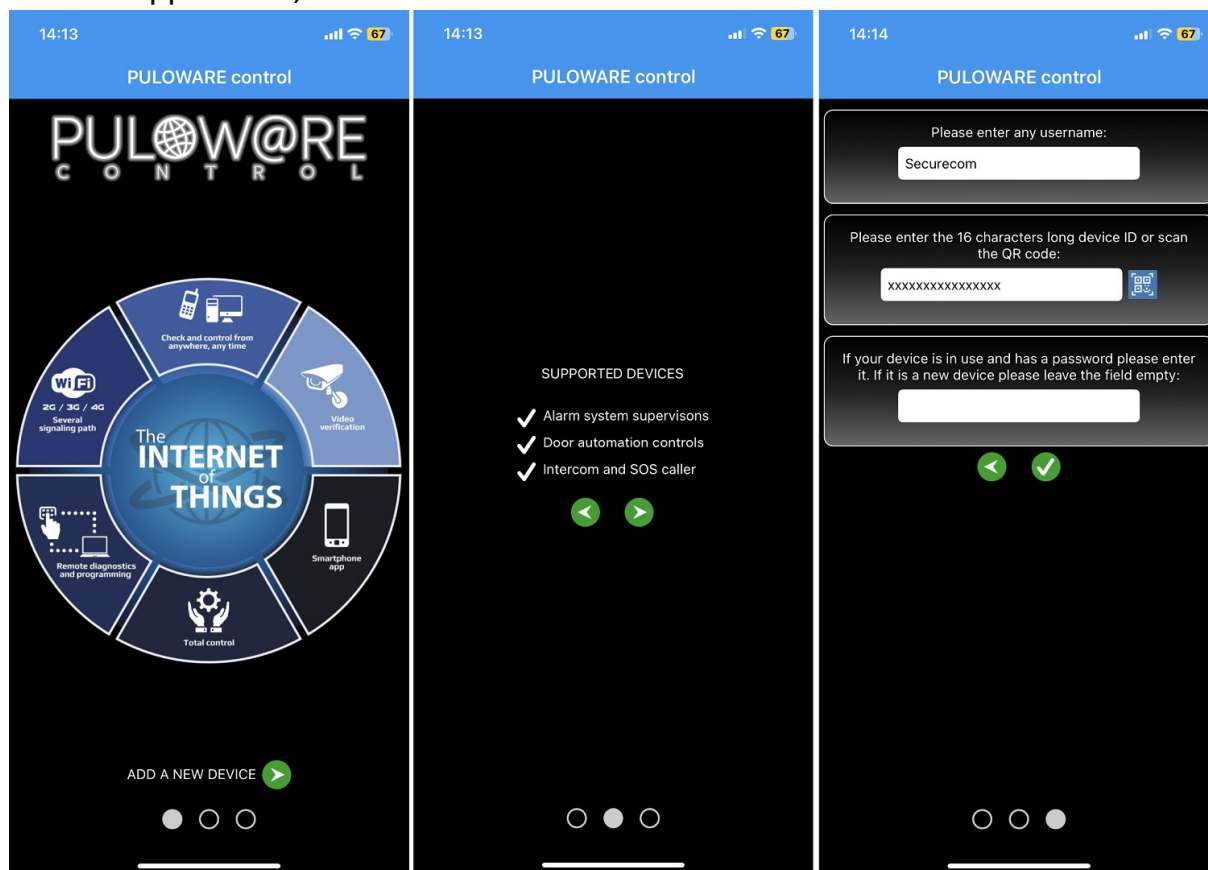 14:13
67
PULOWARE control
PULOW@RE
CONTROL
Check and control from
anywhere, any time
WiFi
2G / 3G / 4G
Several
signaling path
Video
verification
The
INTERNET
of
THINGS
Remote diagnostics
and programming
Smartphone
app
Total control
ADD A NEW DEVICE
14:13
67
PULOWARE control
SUPPORTED DEVICES
Alarm system supervisons
Door automation controls
Intercom and SOS caller
14:14
67
PULOWARE control
Please enter any username:
Securecom
Please enter the 16 characters long device ID or scan
the QR code:
xxxxxxxxxxxxxxxx
If your device is in use and has a password please enter
it. If it is a new device please leave the field empty: